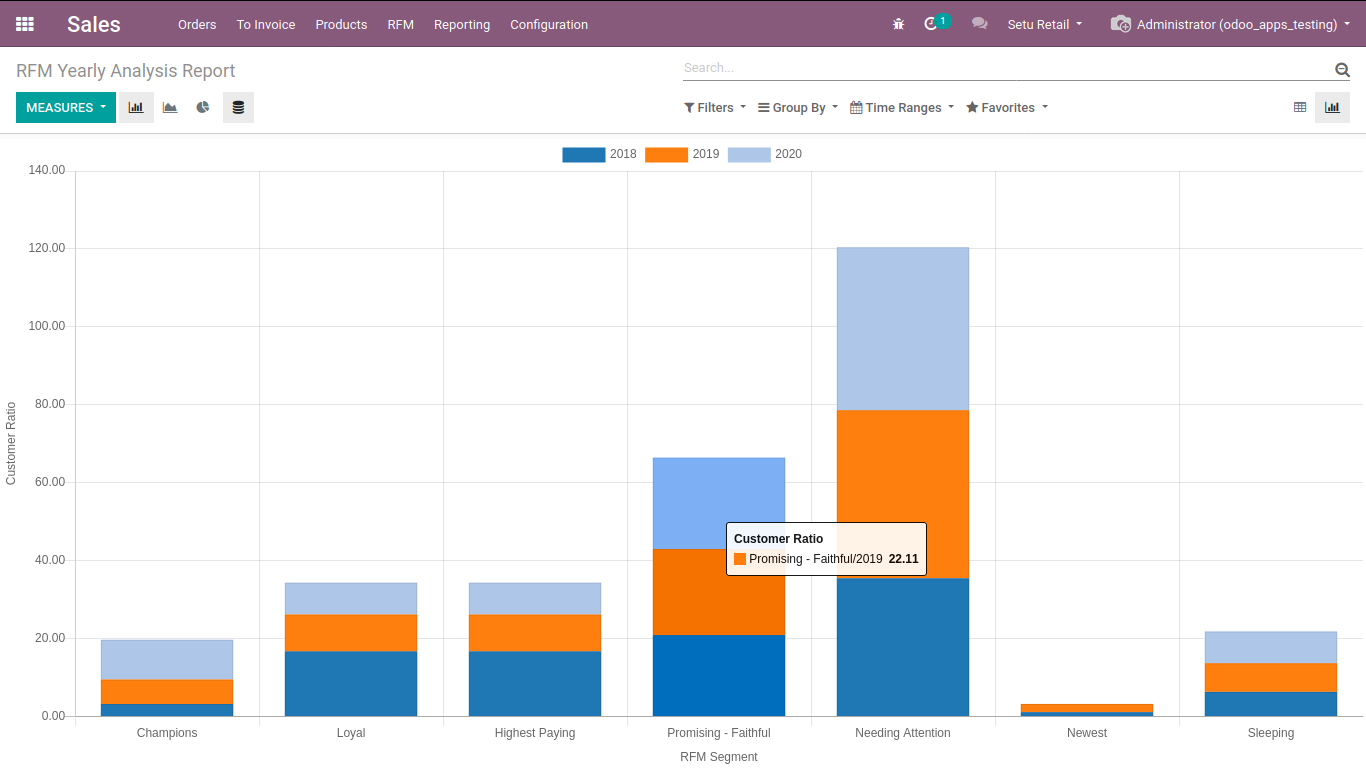 Sales Orders To Invoice Products RFM Reporting Configuration 1 Setu Retail Administrator (odoo_apps_testing)
RFM Yearly Analysis Report Search...
MEASURES Filters Group By Time Ranges Favorites
2018 2019 2020
140.00
120.00
100.00
80.00
60.00
40.00
20.00
0.00
Customer Ratio
Customer Ratio
Promising - Faithful/2019 22.11
Champions Loyal Highest Paying Promising - Faithful Needing Attention Newest Sleeping
RFM Segment